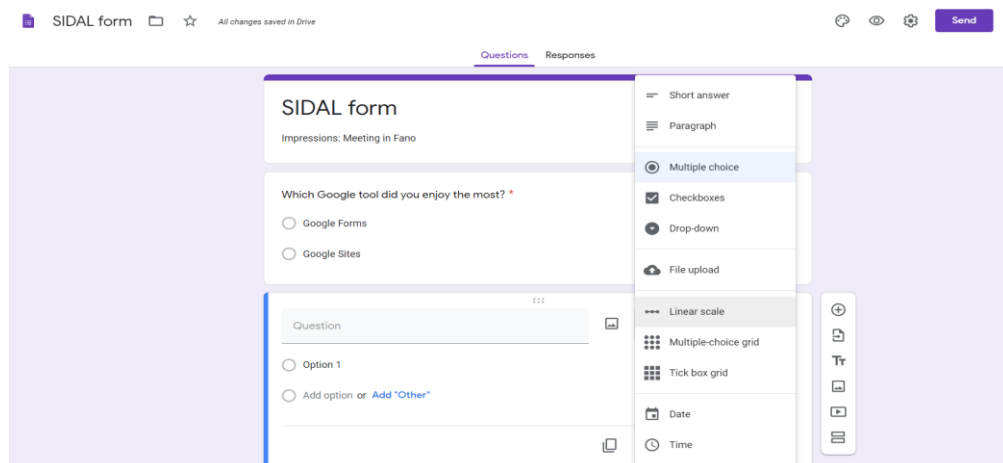 SIDAL form
All changes saved in Drive
Send
Questions Responses
SIDAL form
Impressions: Meeting in Fano
Which Google tool did you enjoy the most? *
Google Forms
Google Sites
Question
Option 1
Add option or Add "Other"
Short answer
Paragraph
Multiple choice
Checkboxes
Drop-down
File upload
Linear scale
Multiple-choice grid
Tick box grid
Date
Time
Tт